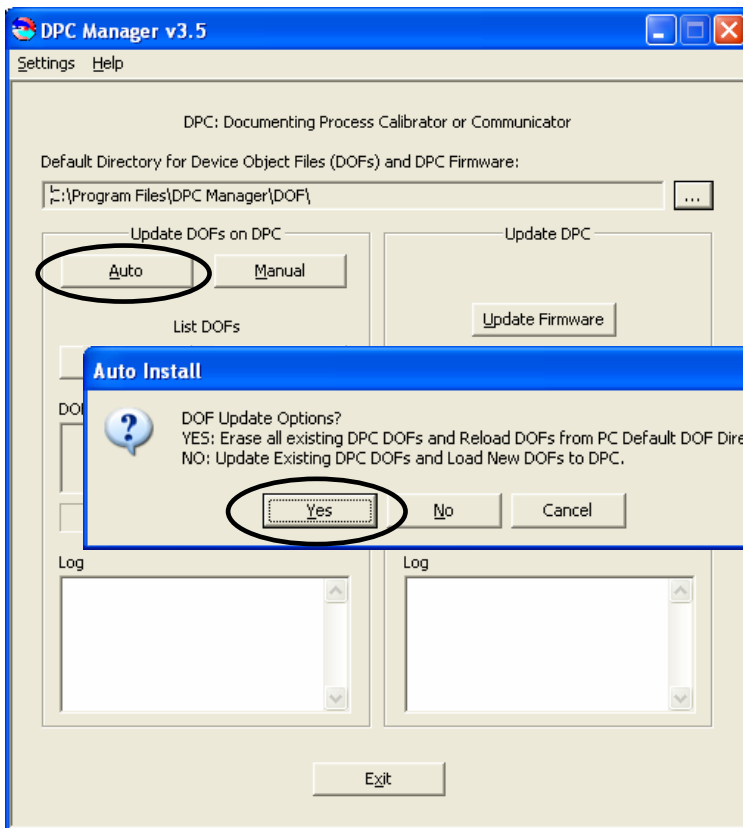 DPC Manager v3.5
Settings Help
DPC: Documenting Process Calibrator or Communicator
Default Directory for Device Object Files (DOFs) and DPC Firmware:
:\Program Files\DPC Manager\DOF\ ...
Update DOFs on DPC Update DPC
Auto Manual
Update Firmware
List DOFs
Auto Install
DOF Update Options?
YES: Erase all existing DPC DOFs and Reload DOFs from PC Default DOF Dire
NO: Update Existing DPC DOFs and Load New DOFs to DPC.
Yes No Cancel
Log Log
Exit